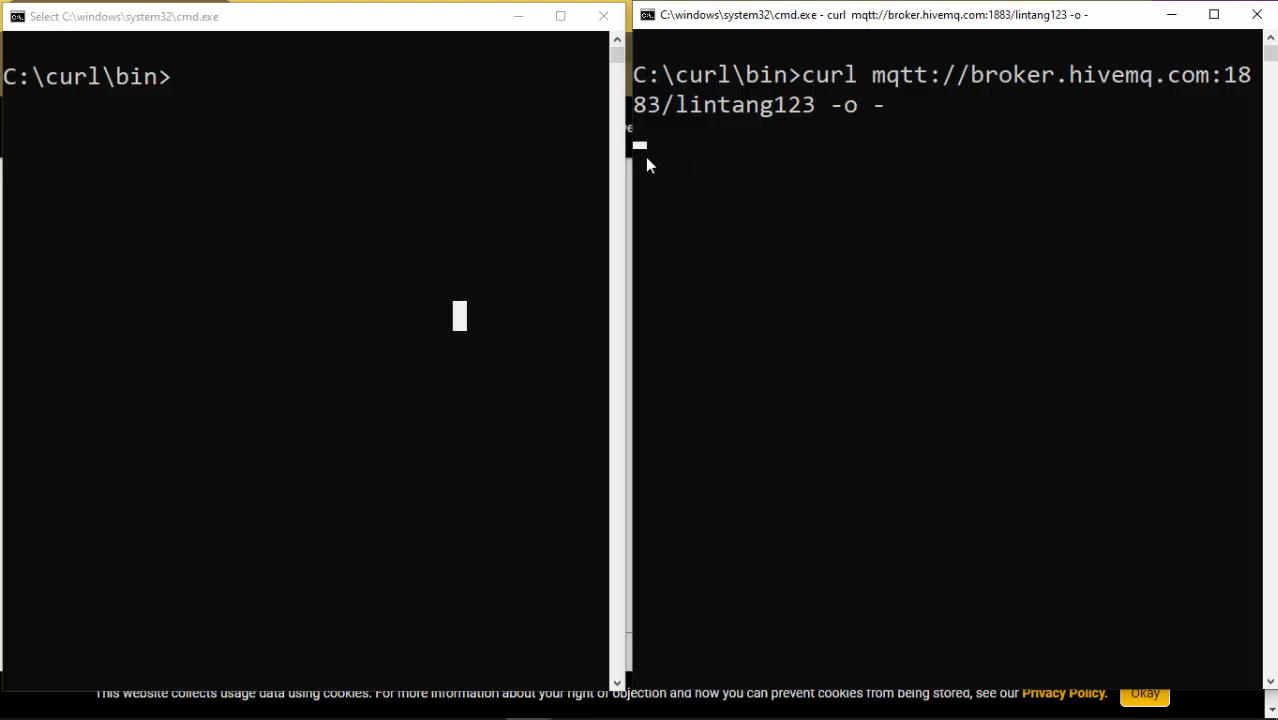 Select C:\windows\system32\cmd.exe
C:\curl\bin>
C:\windows\system32\cmd.exe - curl  mqtt://broker.hivemq.com:1883/lintang123 -o -
C:\curl\bin>curl mqtt://broker.hivemq.com:18
83/lintang123 -o -
This website collects usage data using cookies. For more information about your right of objection and how you can prevent cookies from being stored, see our Privacy Policy.
Okay